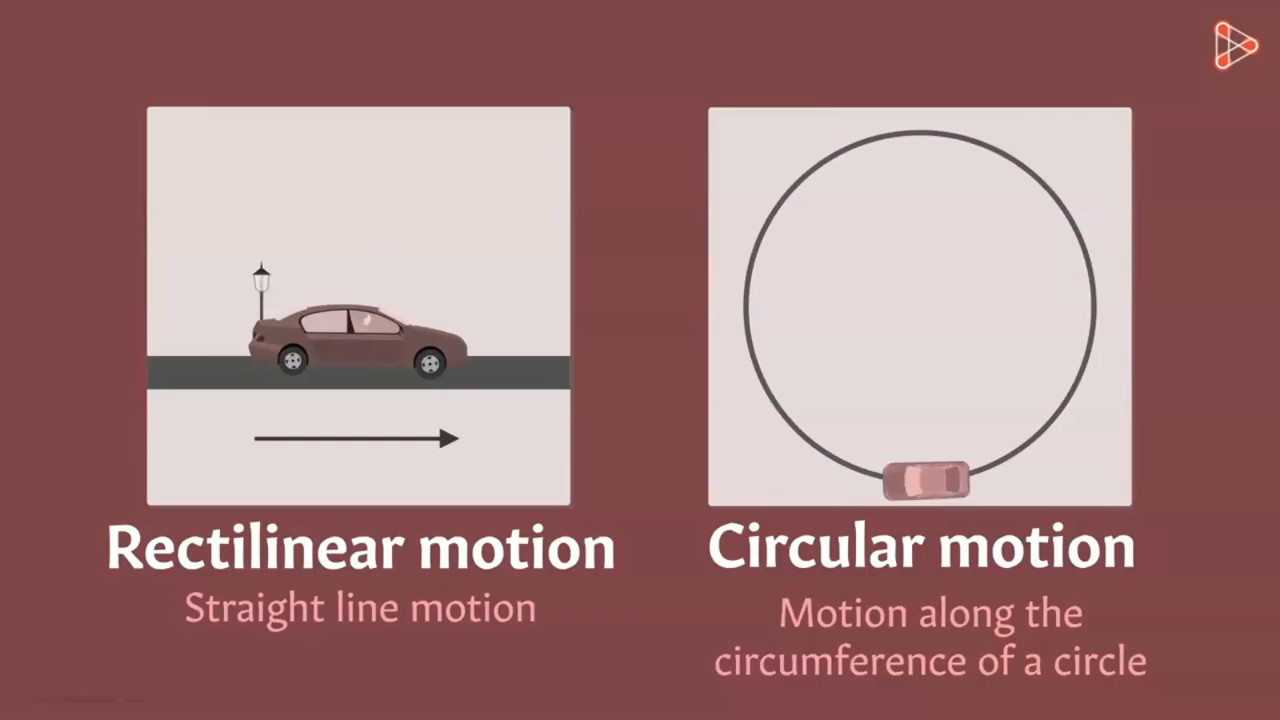 Rectilinear motion
Straight line motion
Circular motion
Motion along the
circumference of a circle